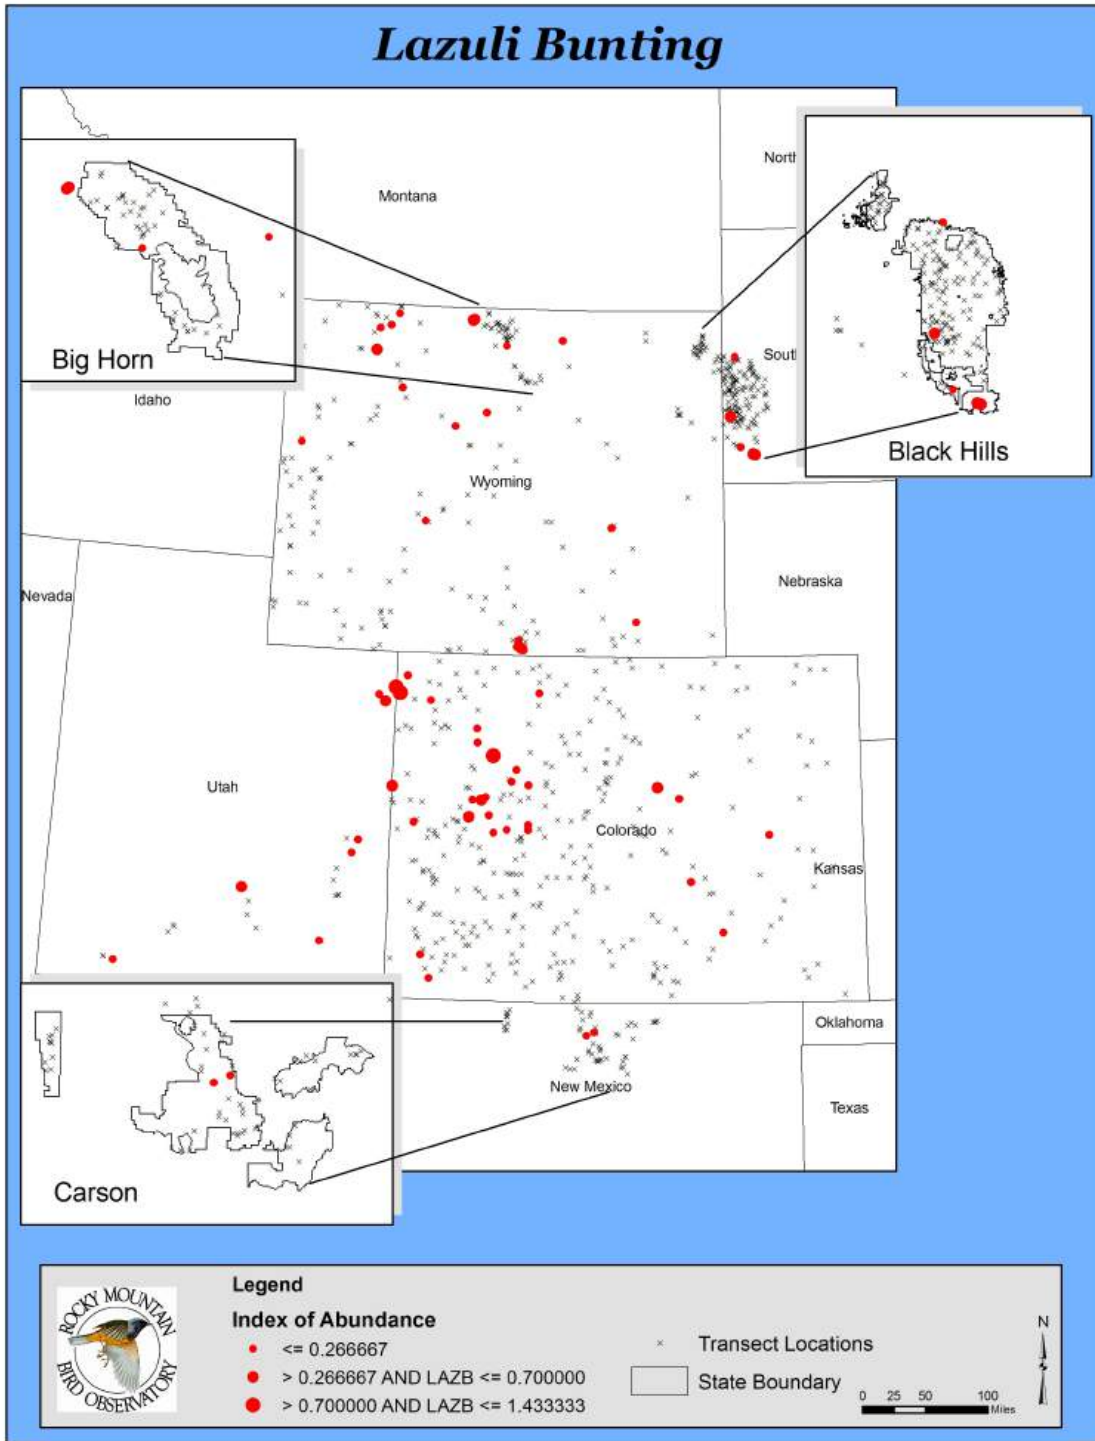 Lazuli Bunting
North
Montana
Big Horn
Idaho
South
Black Hills
Wyoming
Nevada
Nebraska
Utah
Colorado
Kansas
Oklahoma
New Mexico
Texas
Carson
Legend
Index of Abundance
<= 0.266667
> 0.266667 AND LAZB <= 0.700000
> 0.700000 AND LAZB <= 1.433333
Transect Locations
State Boundary
N
0 25 50 100
Miles
ROCKY MOUNTAIN
BIRD OBSERVATORY